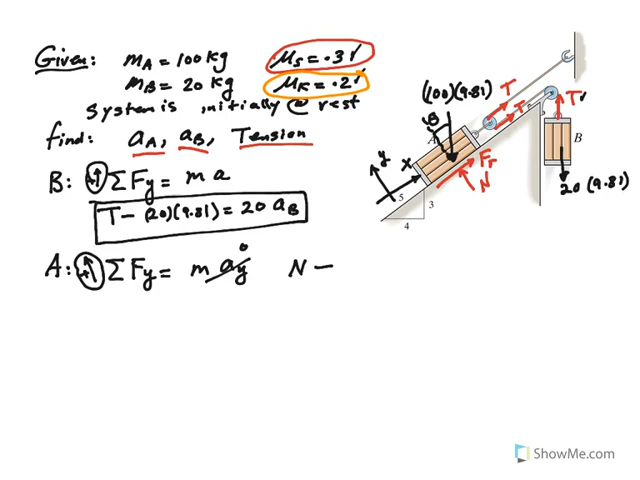 Given: mA = 100 kg μs = .3√
mB = 20 kg μK = .2√
System is initially @ rest
find: aA, aB, Tension
B: +↑ ΣFy = m a
T - (20)(9.81) = 20 aB
A: +↑ ΣFy = m ay 0 N -
(100)(9.81)
T
T
T√
θ
A
B
y
x
Fr
N
20 (9.81)
5
3
4
ShowMe.com